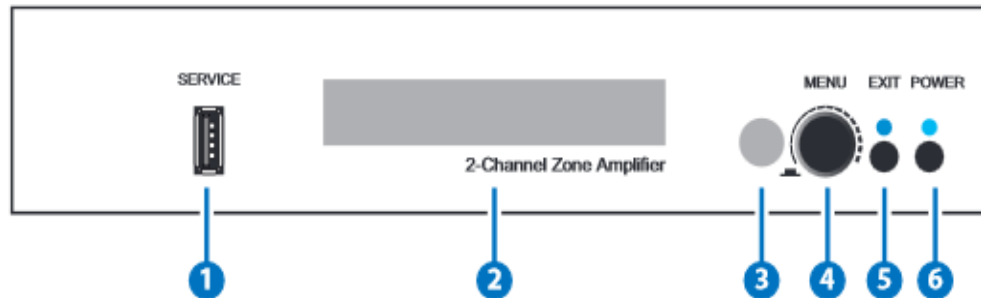 SERVICE
MENU EXIT POWER
2-Channel Zone Amplifier
1 2 3 4 5 6